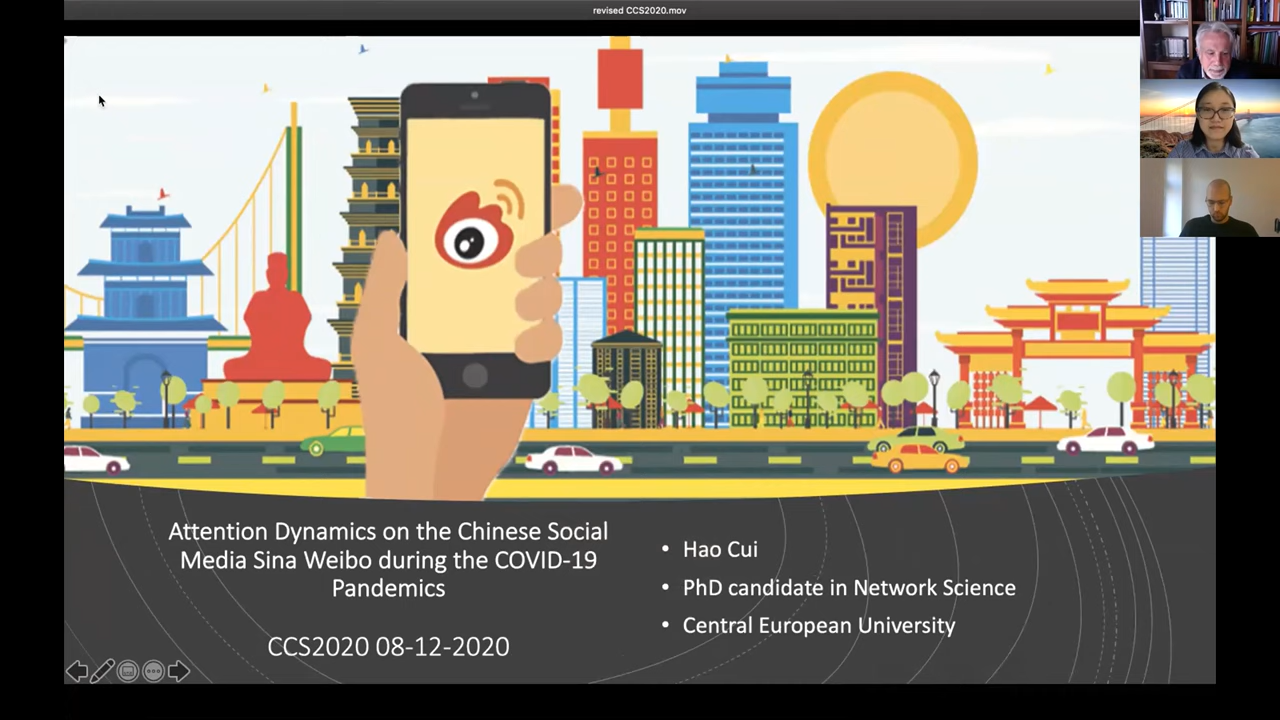 revised CCS2020.mov
Attention Dynamics on the Chinese Social
Media Sina Weibo during the COVID-19
Pandemics
CCS2020 08-12-2020
• Hao Cui
• PhD candidate in Network Science
• Central European University